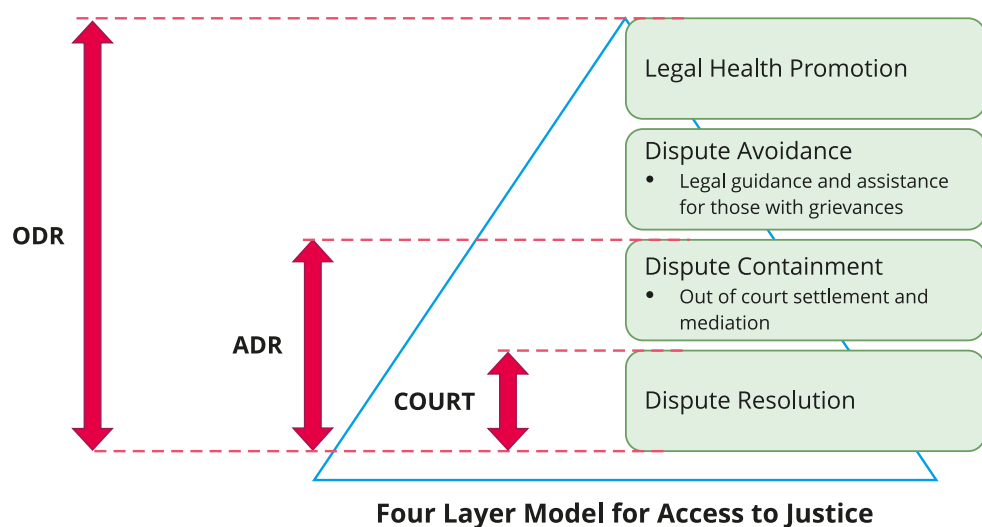 Legal Health Promotion
Dispute Avoidance
• Legal guidance and assistance
for those with grievances
ODR
Dispute Containment
• Out of court settlement and
mediation
ADR
COURT
Dispute Resolution
Four Layer Model for Access to Justice